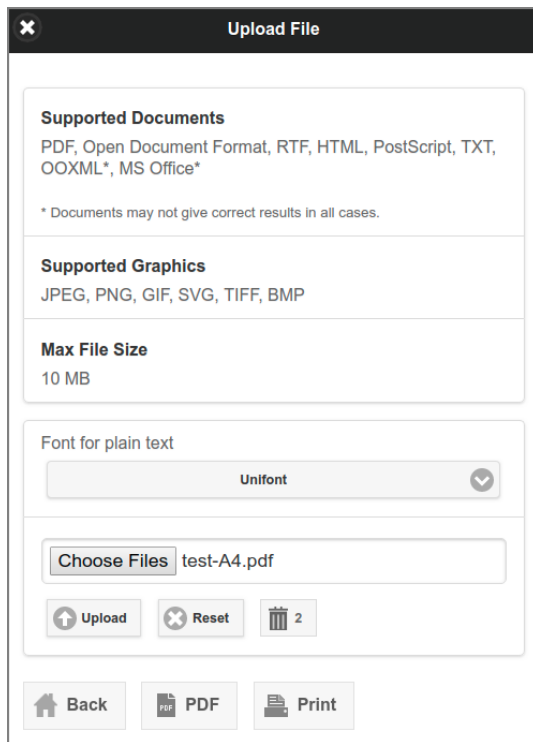 Upload File
Supported Documents
PDF, Open Document Format, RTF, HTML, PostScript, TXT,
OOXML*, MS Office*
* Documents may not give correct results in all cases.
Supported Graphics
JPEG, PNG, GIF, SVG, TIFF, BMP
Max File Size
10 MB
Font for plain text
Unifont
Choose Files test-A4.pdf
Upload Reset 2
Back PDF PDF Print